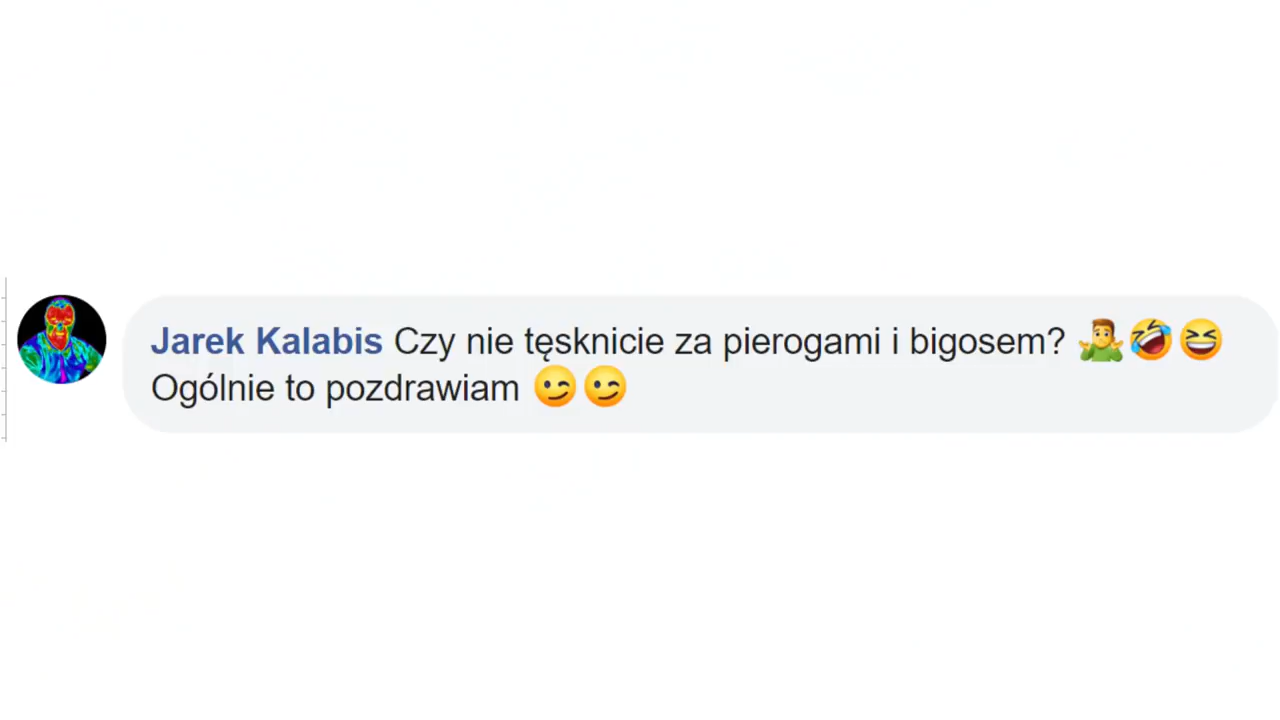 Jarek Kalabis Czy nie tęsknicie za pierogami i bigosem? 🤷‍♂️🤣😆
Ogólnie to pozdrawiam 😉😉